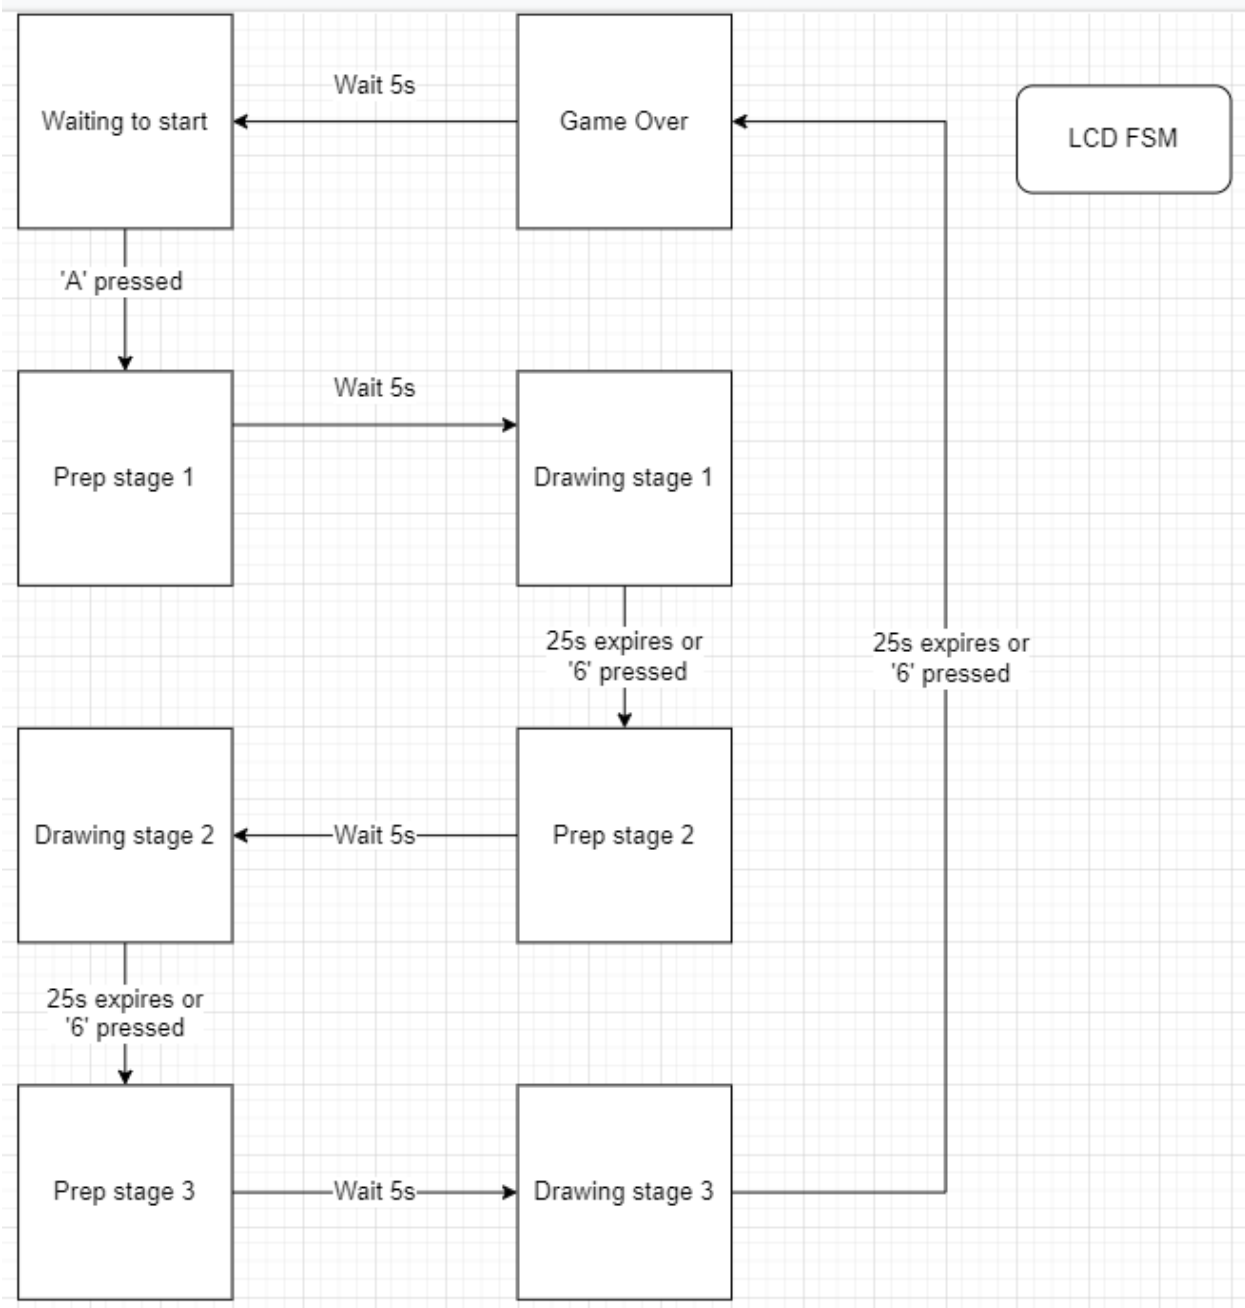 Waiting to start
Wait 5s
Game Over
LCD FSM
'A' pressed
Prep stage 1
Wait 5s
Drawing stage 1
25s expires or
'6' pressed
25s expires or
'6' pressed
Drawing stage 2
Wait 5s
Prep stage 2
25s expires or
'6' pressed
Prep stage 3
Wait 5s
Drawing stage 3